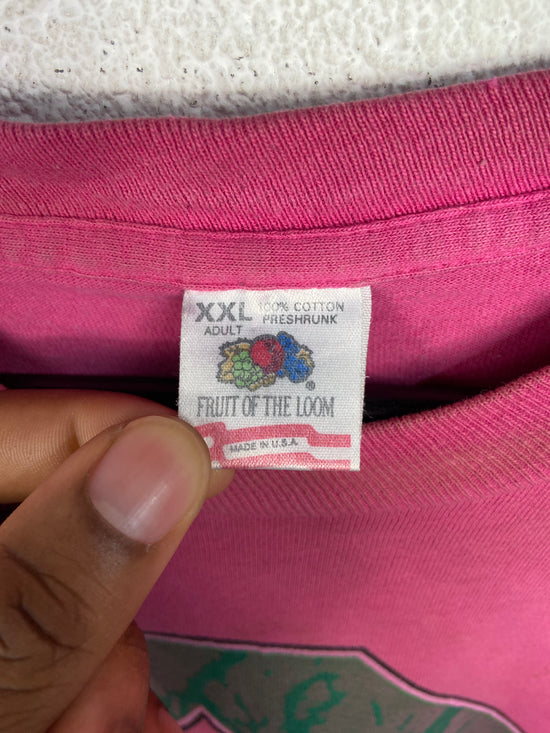 XXL 100% COTTON
ADULT PRESHRUNK
®
FRUIT OF THE LOOM
MADE IN U.S.A.